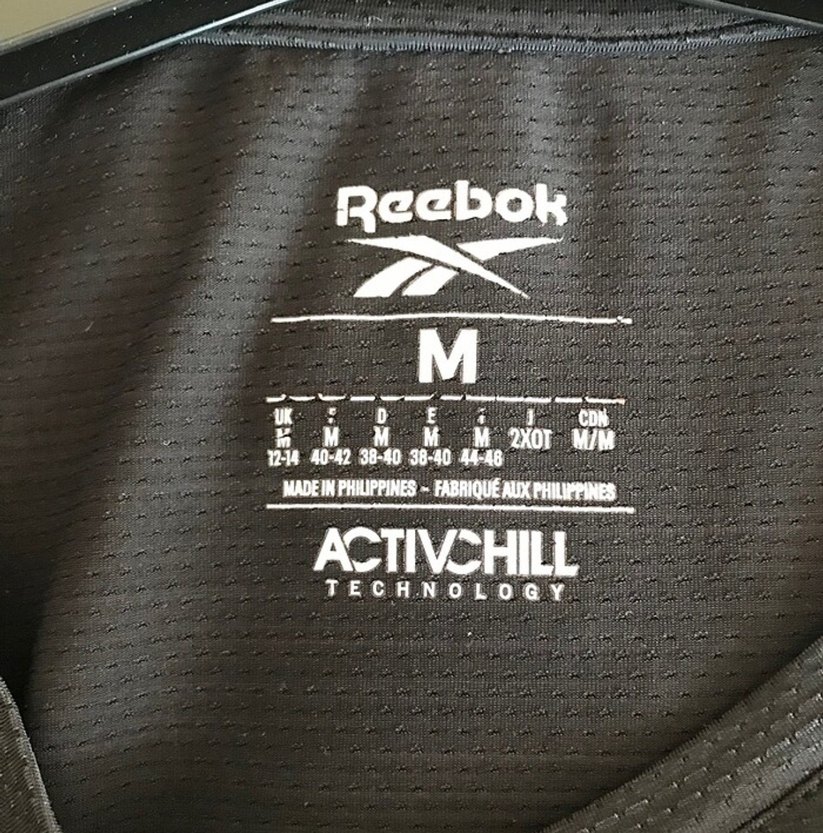 Reebok
M
UK F D E I J CDN
M M M M M 2XOT M/M
12-14 40-42 38-40 38-40 44-46
MADE IN PHILIPPINES - FABRIQUÉ AUX PHILIPPINES
ACTIVCHILL
TECHNOLOGY